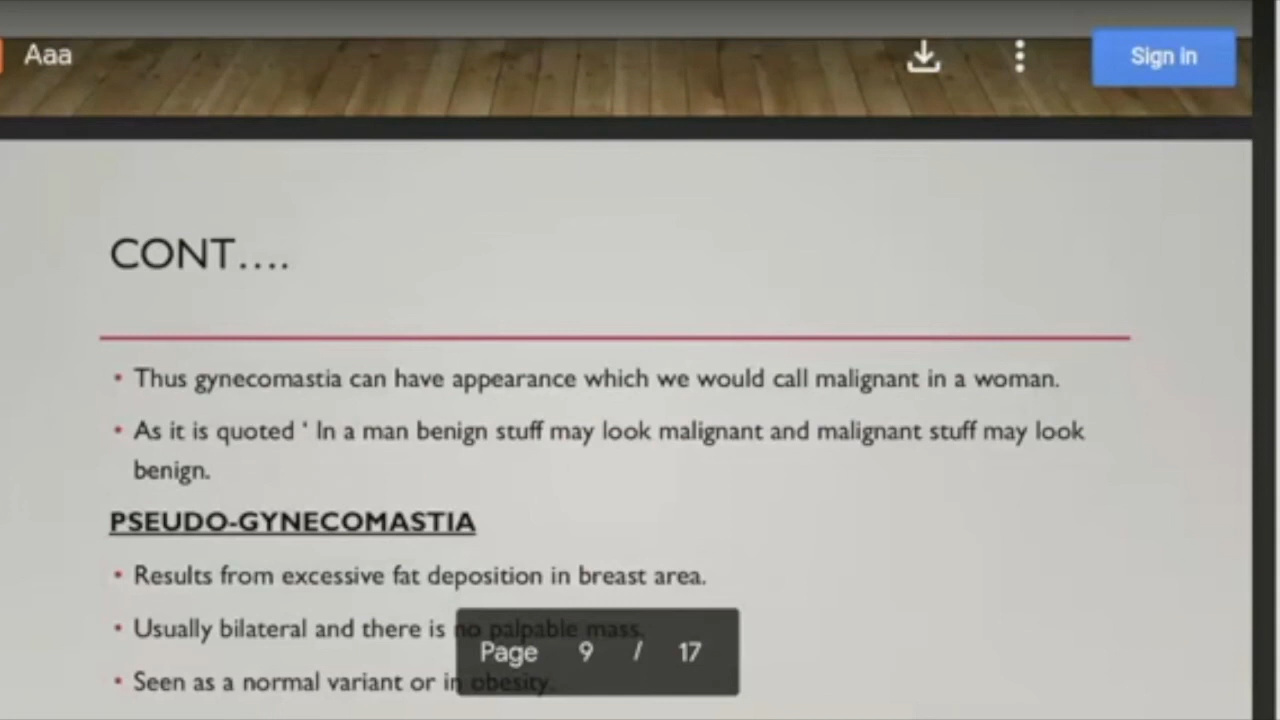 Aaa
Sign in
CONT....
• Thus gynecomastia can have appearance which we would call malignant in a woman.
• As it is quoted ' In a man benign stuff may look malignant and malignant stuff may look
benign.
PSEUDO-GYNECOMASTIA
• Results from excessive fat deposition in breast area.
• Usually bilateral and there is no palpable mass.
• Seen as a normal variant or in obesity.
Page 9 / 17